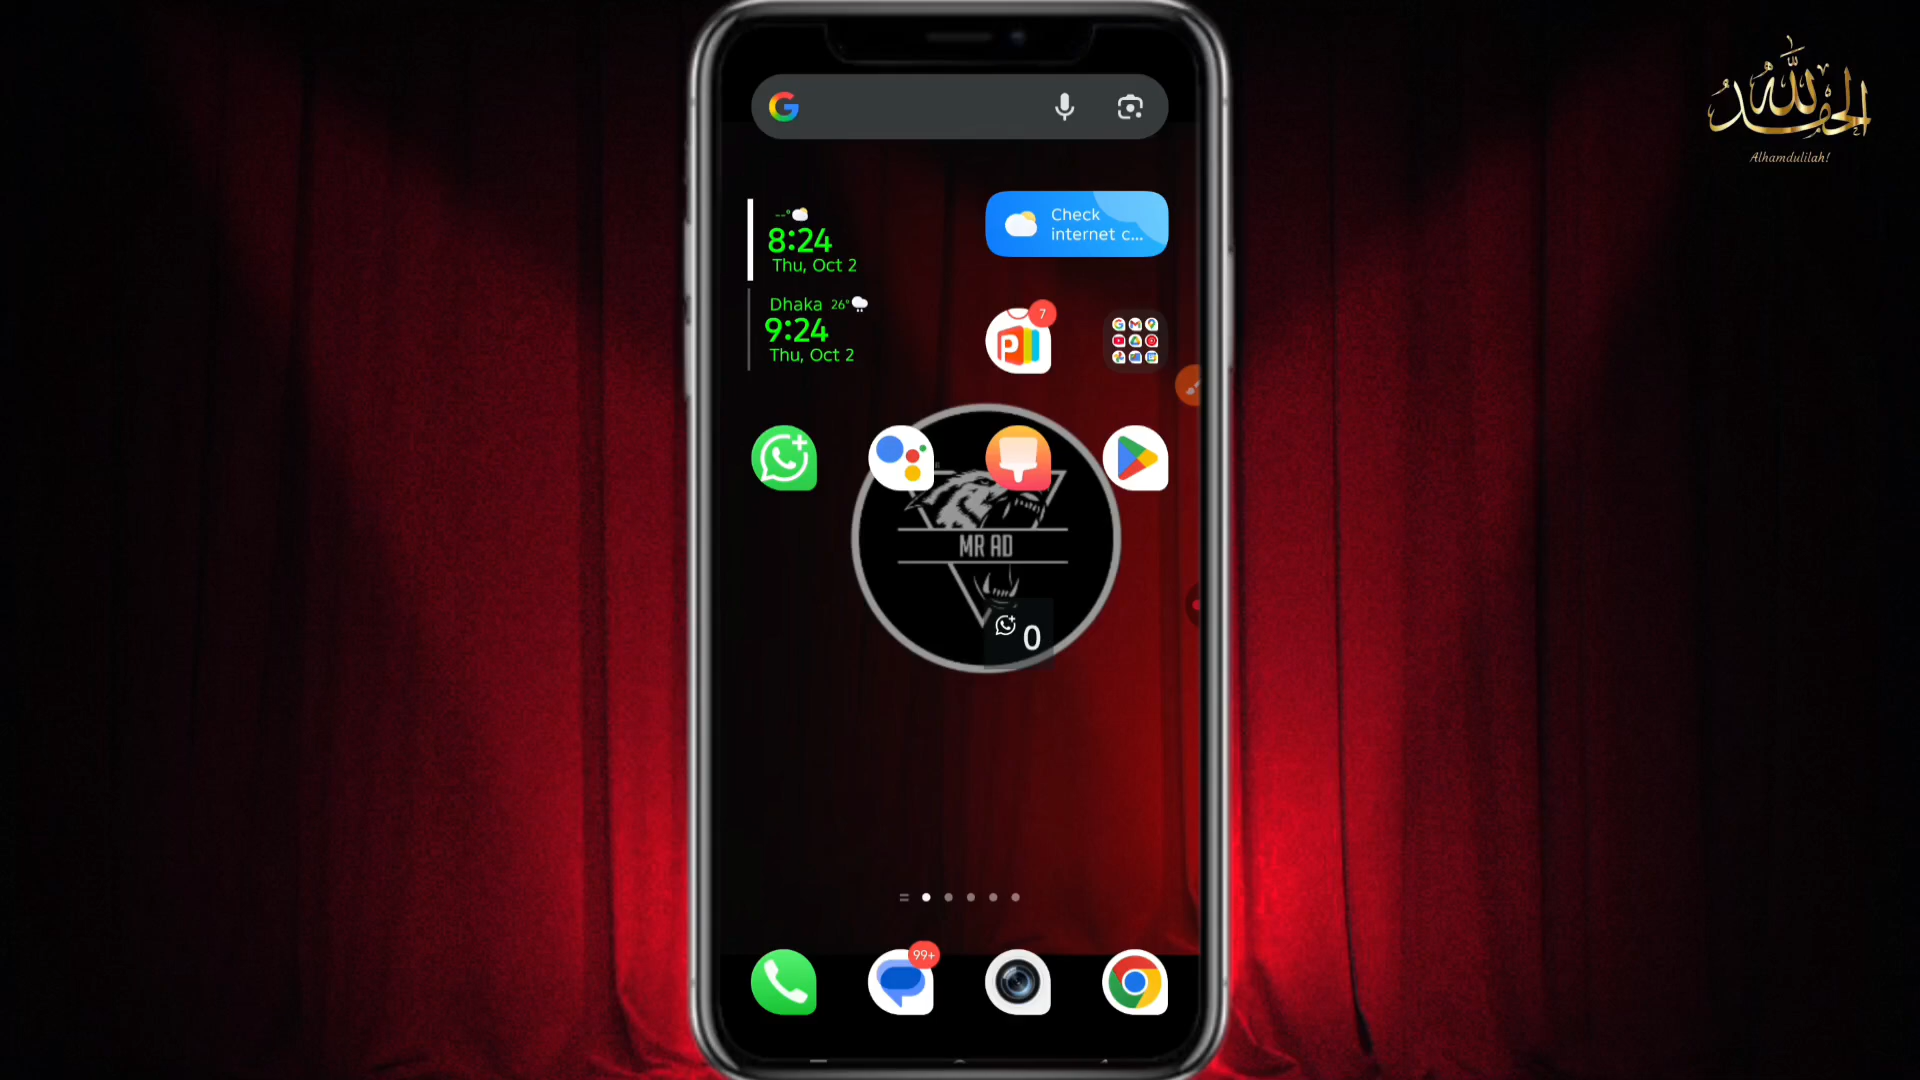 الحمد لله
Alhamdulilah!
--°
8:24
Thu, Oct 2
Check
internet c...
Dhaka 26°
9:24
Thu, Oct 2
7
P
MR AD
0
99+